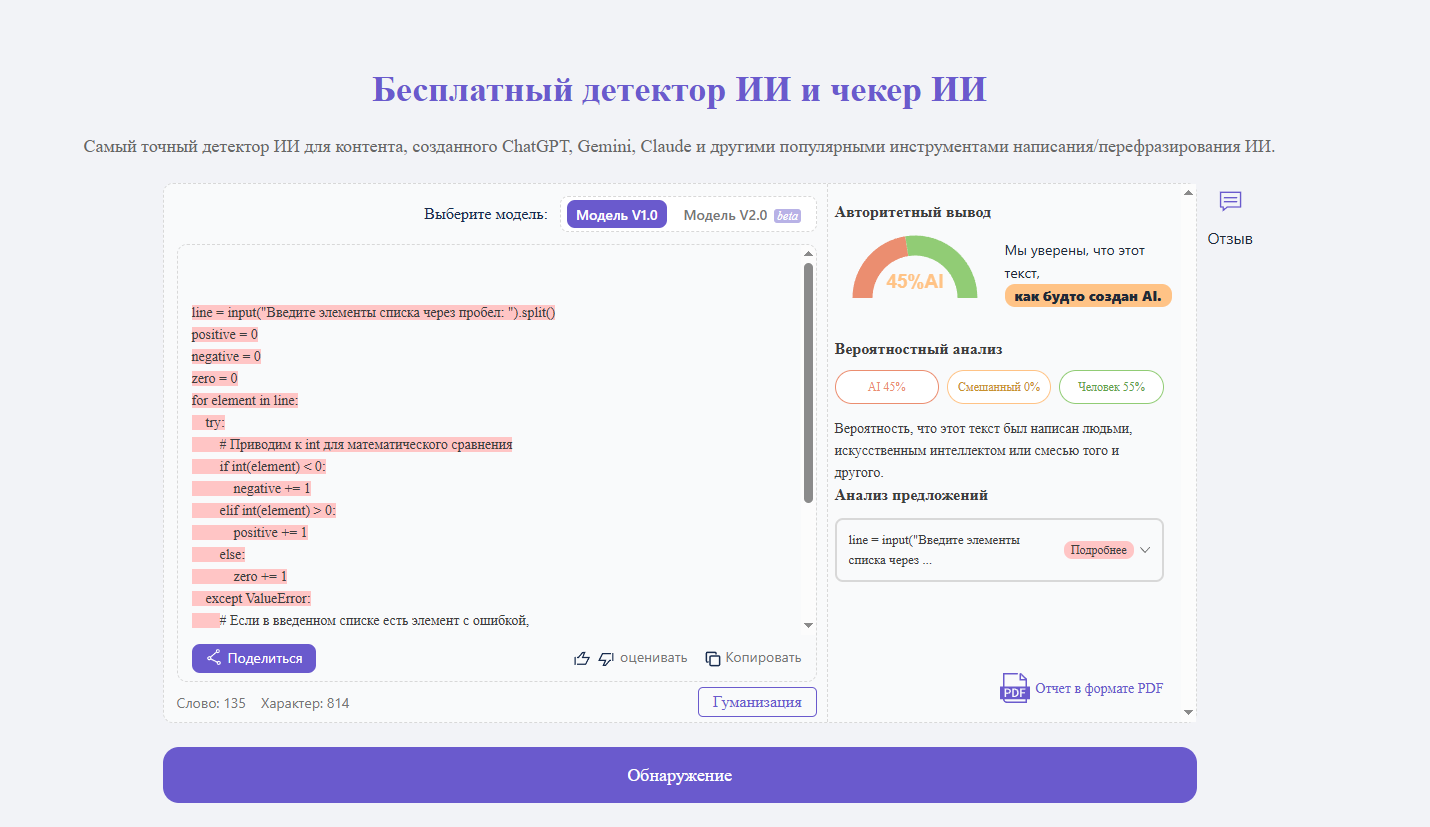 Бесплатный детектор ИИ и чекер ИИ
Самый точный детектор ИИ для контента, созданного ChatGPT, Gemini, Claude и другими популярными инструментами написания/перефразирования ИИ.
Выберите модель:
Модель V1.0
Модель V2.0 beta
line = input("Введите элементы списка через пробел: ").split()
positive = 0
negative = 0
zero = 0
for element in line:
    try:
        # Приводим к int для математического сравнения
        if int(element) < 0:
            negative += 1
        elif int(element) > 0:
            positive += 1
        else:
            zero += 1
    except ValueError:
        # Если в введенном списке есть элемент с ошибкой,
Поделиться
оценивать
Копировать
Слово: 135 Характер: 814
Гуманизация
Авторитетный вывод
45%AI
Мы уверены, что этот
текст,
как будто создан AI.
Вероятностный анализ
AI 45%
Смешанный 0%
Человек 55%
Вероятность, что этот текст был написан людьми,
искусственным интеллектом или смесью того и
другого.
Анализ предложений
line = input("Введите элементы
списка через ...
Подробнее
PDF Отчет в формате PDF
Отзыв
Обнаружение